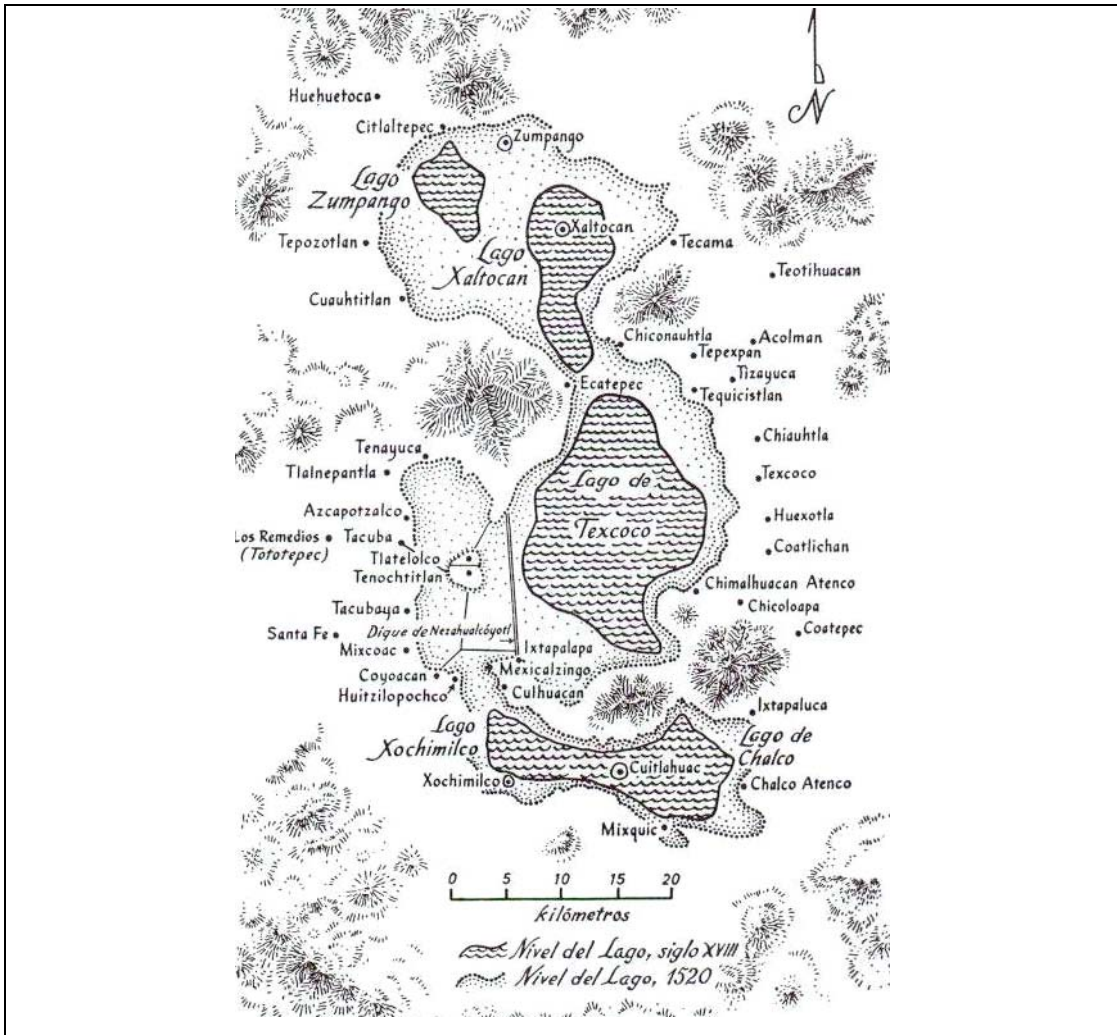 N
Huehuetoca
Citlaltepec
Zumpango
Lago
Zumpango
Xaltocan
Tepozotlan
Lago
Xaltocan
Tecama
Teotihuacan
Cuauhtitlan
Chiconauhtla
Acolman
Tepexpan
Tizayuca
Ecatepec
Tequicistlan
Chiauhtla
Tenayuca
Tlalnepantla
Lago de
Texcoco
Texcoco
Azcapotzalco
Huexotla
Los Remedios
(Tototepec)
Tacuba
Coatlichan
Tlatelolco
Tenochtitlan
Chimalhuacan Atenco
Chicoloapa
Tacubaya
Dique de Nezahualcóyotl
Santa Fe
Coatepec
Mixcoac
Ixtapalapa
Mexicalzingo
Coyoacan
Culhuacan
Huitzilopochco
Ixtapaluca
Lago
Xochimilco
Lago de
Chalco
Cuitlahuac
Xochimilco
Chalco Atenco
Mixquic
0 5 10 15 20
kilómetros
Nivel del Lago, siglo XVIII
Nivel del Lago, 1520